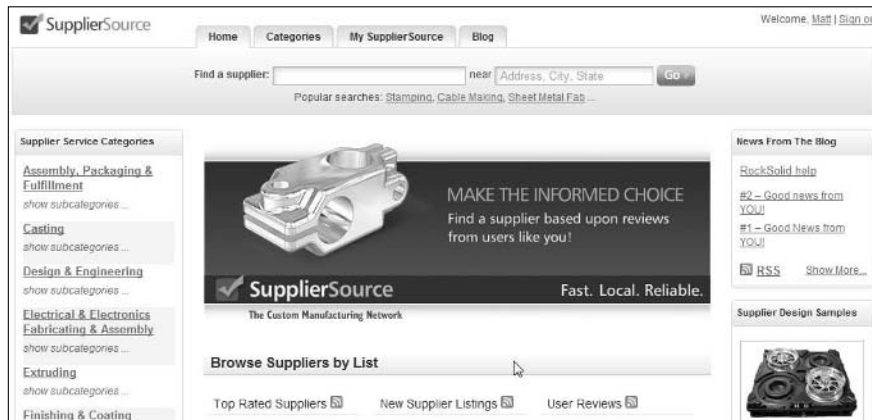 SupplierSource
Welcome, Matt | Sign ou
Home
Categories
My SupplierSource
Blog
Find a supplier:
near
Address, City, State
Go
Popular searches: Stamping, Cable Making, Sheet Metal Fab ...
Supplier Service Categories
Assembly, Packaging &
Fulfillment
show subcategories ...
Casting
show subcategories ...
Design & Engineering
show subcategories ...
Electrical & Electronics
Fabricating & Assembly
show subcategories ...
Extruding
show subcategories ...
Finishing & Coating
MAKE THE INFORMED CHOICE
Find a supplier based upon reviews
from users like you!
SupplierSource
Fast. Local. Reliable.
The Custom Manufacturing Network
Browse Suppliers by List
Top Rated Suppliers
New Supplier Listings
User Reviews
News From The Blog
RockSolid help
#2 – Good news from
YOU!
#1 – Good News from
YOU!
RSS
Show More...
Supplier Design Samples